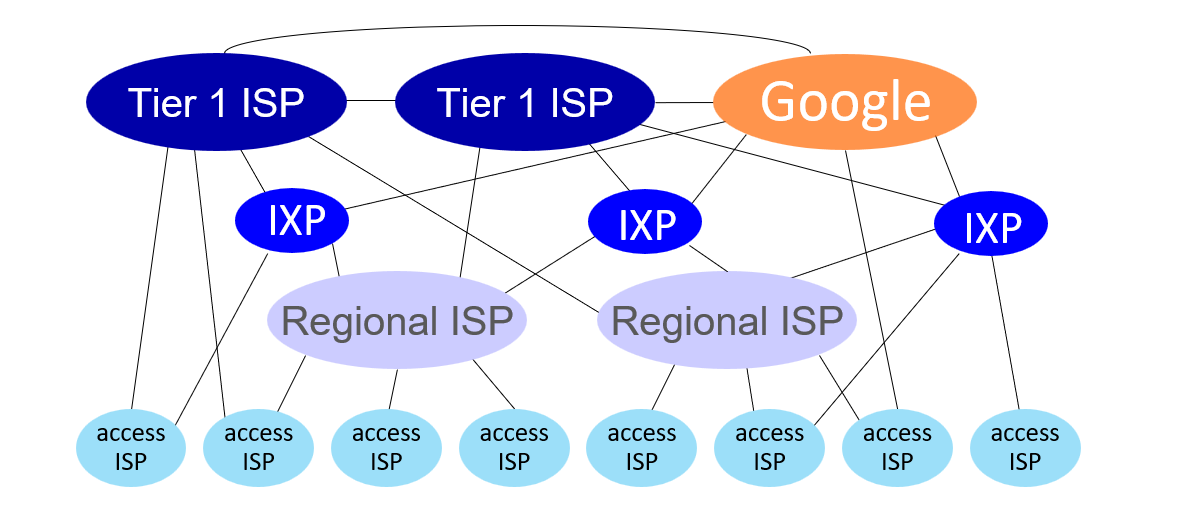 Tier 1 ISP
Tier 1 ISP
Google
IXP
IXP
IXP
Regional ISP
Regional ISP
access
ISP
access
ISP
access
ISP
access
ISP
access
ISP
access
ISP
access
ISP
access
ISP